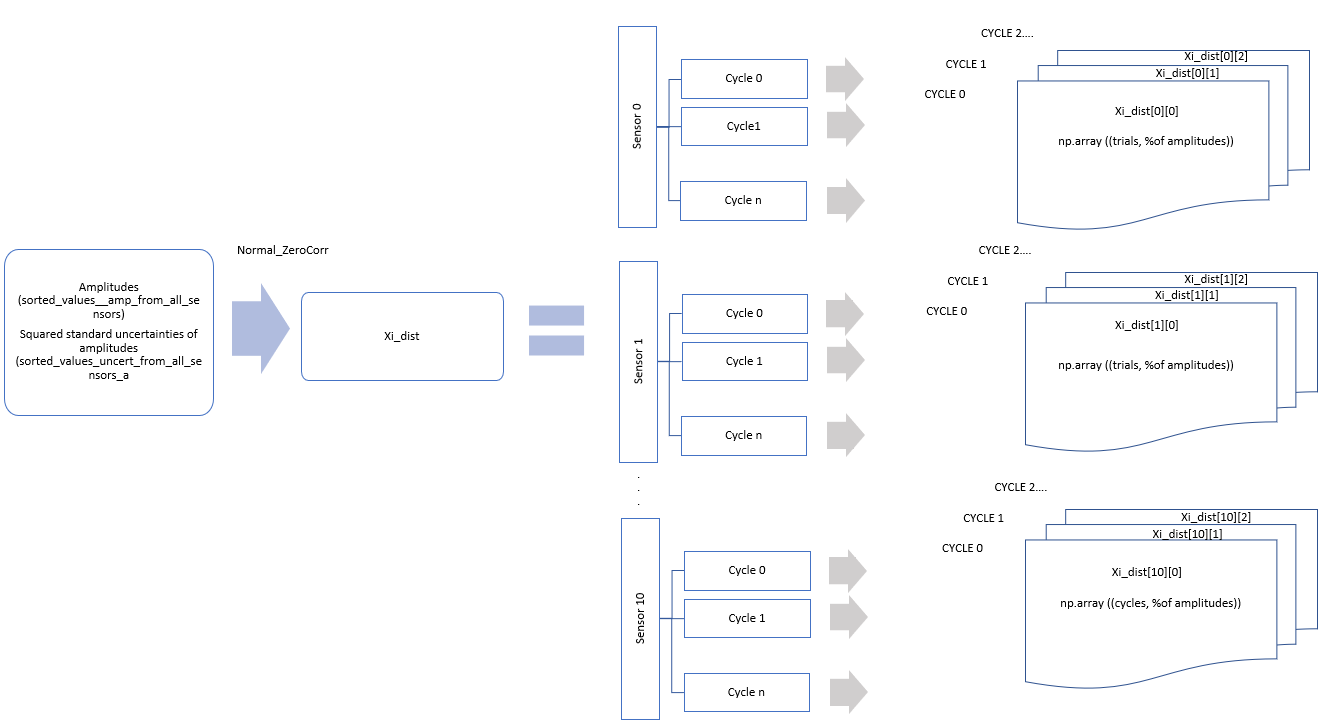 Amplitudes
(sorted_values__amp_from_all_se
nsors)
Squared standard uncertainties of
amplitudes
(sorted_values_uncert_from_all_se
nsors_a
Normal_ZeroCorr
Xi_dist
Sensor 0
Cycle 0
Cycle1
Cycle n
CYCLE 2....
CYCLE 1
CYCLE 0
Xi_dist[0][2]
Xi_dist[0][1]
Xi_dist[0][0]
np.array ((trials, %of amplitudes))
Sensor 1
Cycle 0
Cycle 1
Cycle n
CYCLE 2....
CYCLE 1
CYCLE 0
Xi_dist[1][2]
Xi_dist[1][1]
Xi_dist[1][0]
np.array ((trials, %of amplitudes))
.
.
.
Sensor 10
Cycle 0
Cycle 1
Cycle n
CYCLE 2....
CYCLE 1
CYCLE 0
Xi_dist[10][2]
Xi_dist[10][1]
Xi_dist[10][0]
np.array ((cycles, %of amplitudes))